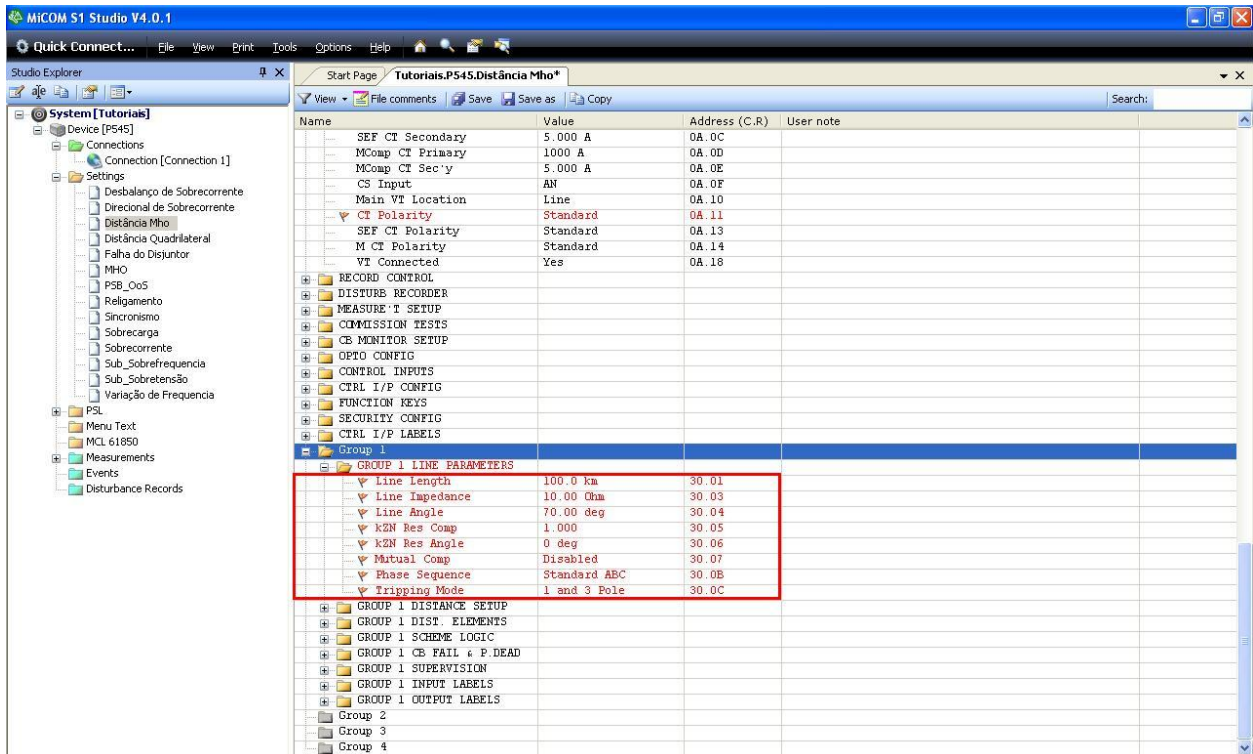 MiCOM S1 Studio V4.0.1
Quick Connect... File View Print Tools Options Help
Studio Explorer
Start Page Tutoriais.P545.Distância Mho*
View File comments Save Save as Copy Search:
System [Tutoriais]
Device [P545]
Connections
Connection [Connection 1]
Settings
Desbalanço de Sobrecorrente
Direcional de Sobrecorrente
Distância Mho
Distância Quadrilateral
Falha do Disjuntor
MHO
PSB_OoS
Religamento
Sincronismo
Sobrecarga
Sobrecorrente
Sub_Sobrefrequencia
Sub_Sobretensão
Variação de Frequencia
PSL
Menu Text
MCL 61850
Measurements
Events
Disturbance Records
Name Value Address (C.R) User note
SEF CT Secondary 5.000 A 0A.0C
MComp CT Primary 1000 A 0A.0D
MComp CT Sec'y 5.000 A 0A.0E
CS Input AN 0A.0F
Main VT Location Line 0A.10
CT Polarity Standard 0A.11
SEF CT Polarity Standard 0A.13
M CT Polarity Standard 0A.14
VT Connected Yes 0A.18
RECORD CONTROL
DISTURB RECORDER
MEASURE'T SETUP
COMMISSION TESTS
CB MONITOR SETUP
OPTO CONFIG
CONTROL INPUTS
CTRL I/P CONFIG
FUNCTION KEYS
SECURITY CONFIG
CTRL I/P LABELS
Group 1
GROUP 1 LINE PARAMETERS
Line Length 100.0 km 30.01
Line Impedance 10.00 Ohm 30.03
Line Angle 70.00 deg 30.04
kZN Res Comp 1.000 30.05
kZN Res Angle 0 deg 30.06
Mutual Comp Disabled 30.07
Phase Sequence Standard ABC 30.0B
Tripping Mode 1 and 3 Pole 30.0C
GROUP 1 DISTANCE SETUP
GROUP 1 DIST. ELEMENTS
GROUP 1 SCHEME LOGIC
GROUP 1 CB FAIL & P.DEAD
GROUP 1 SUPERVISION
GROUP 1 INPUT LABELS
GROUP 1 OUTPUT LABELS
Group 2
Group 3
Group 4